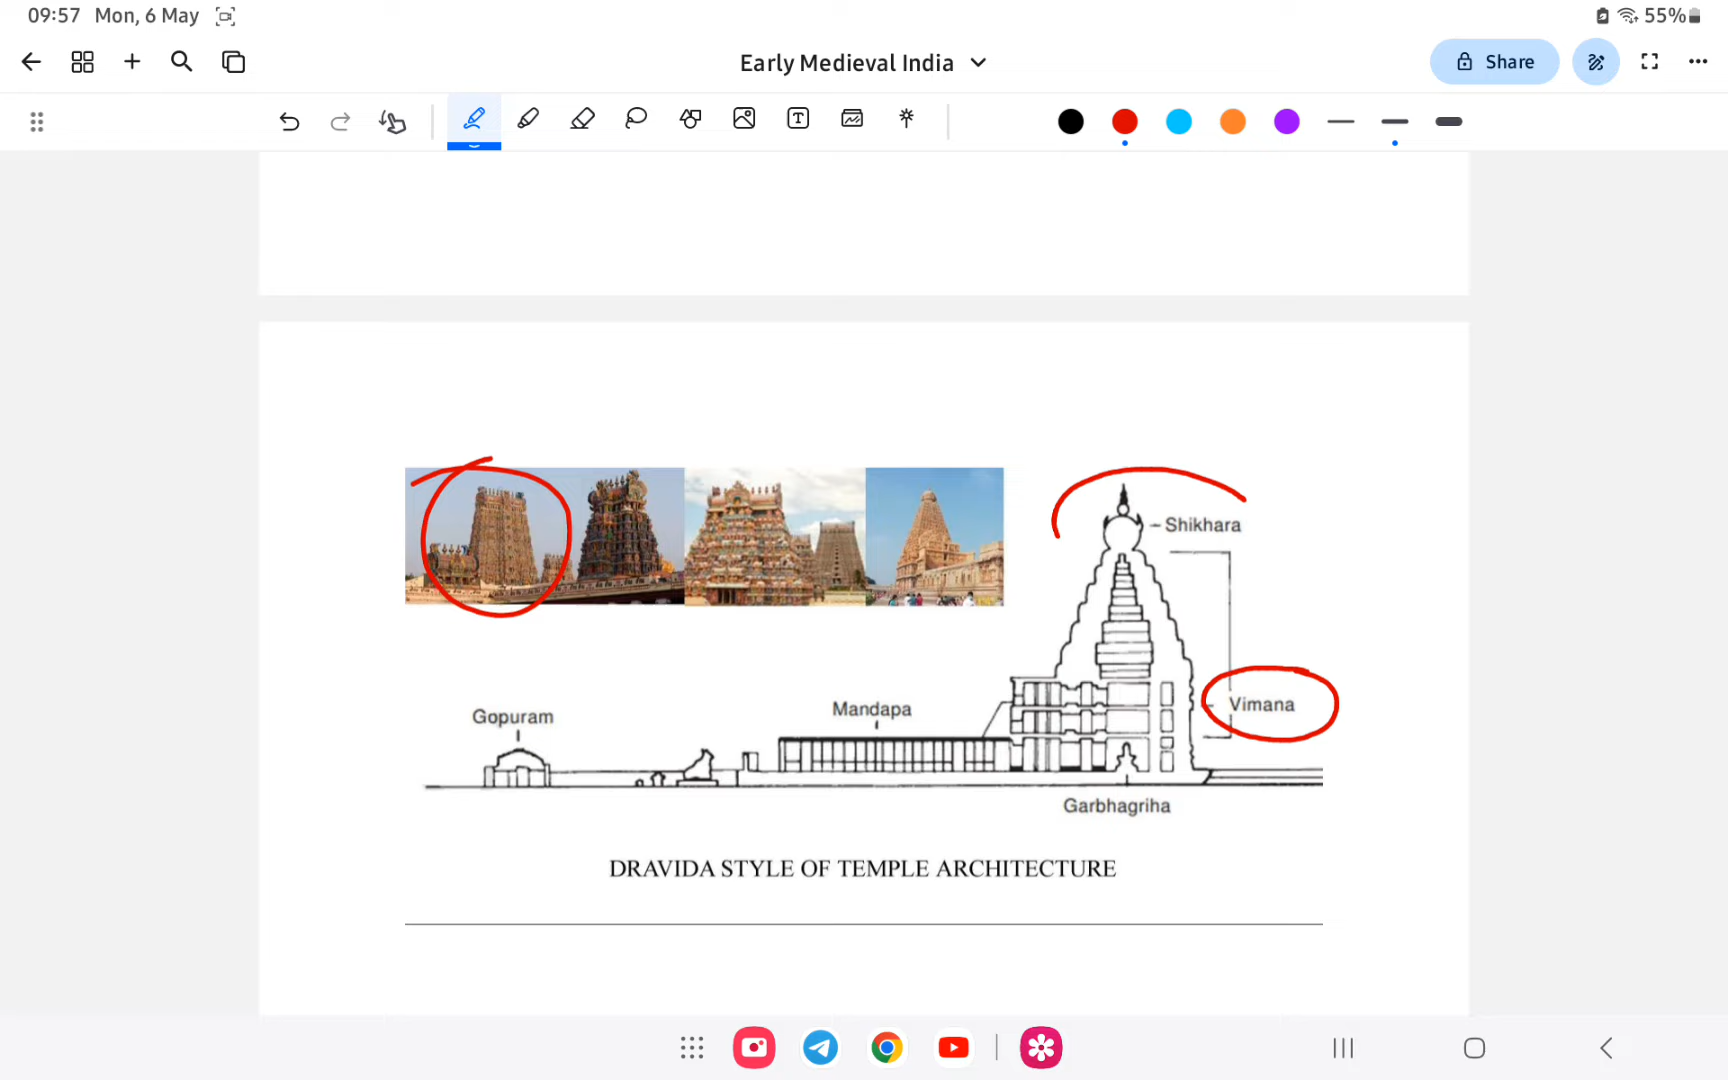 09:57 Mon, 6 May 55%
Early Medieval India
Share
Shikhara
Vimana
Mandapa
Gopuram
Garbhagriha
DRAVIDA STYLE OF TEMPLE ARCHITECTURE